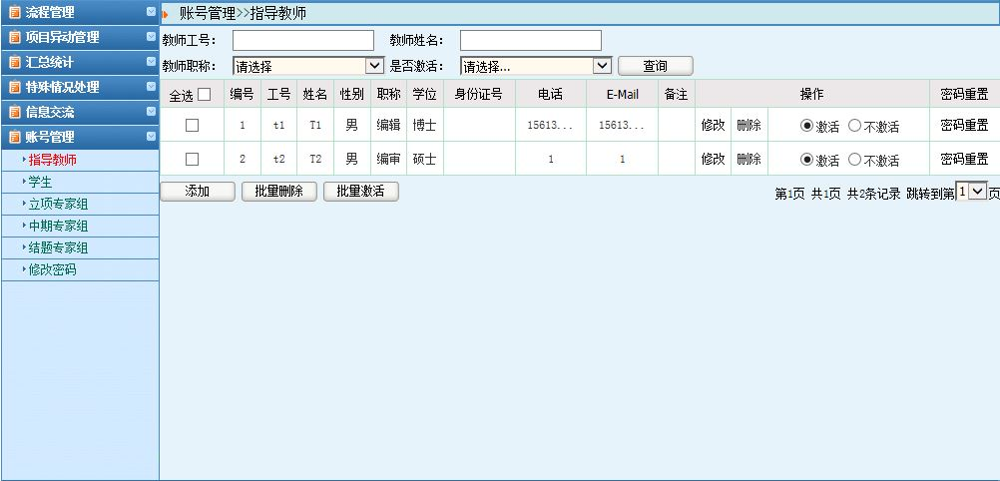 流程管理
项目异动管理
汇总统计
特殊情况处理
信息交流
账号管理
指导教师
学生
立项专家组
中期专家组
结题专家组
修改密码
账号管理>>指导教师
教师工号： 教师姓名：
教师职称： 请选择 是否激活： 请选择... 查询
全选 编号 工号 姓名 性别 职称 学位 身份证号 电话 E-Mail 备注 操作 密码重置
1 t1 T1 男 编辑 博士 15613... 15613... 修改 删除 激活 不激活 密码重置
2 t2 T2 男 编审 硕士 1 1 修改 删除 激活 不激活 密码重置
添加 批量删除 批量激活 第1页 共1页 共2条记录 跳转到第 1 页